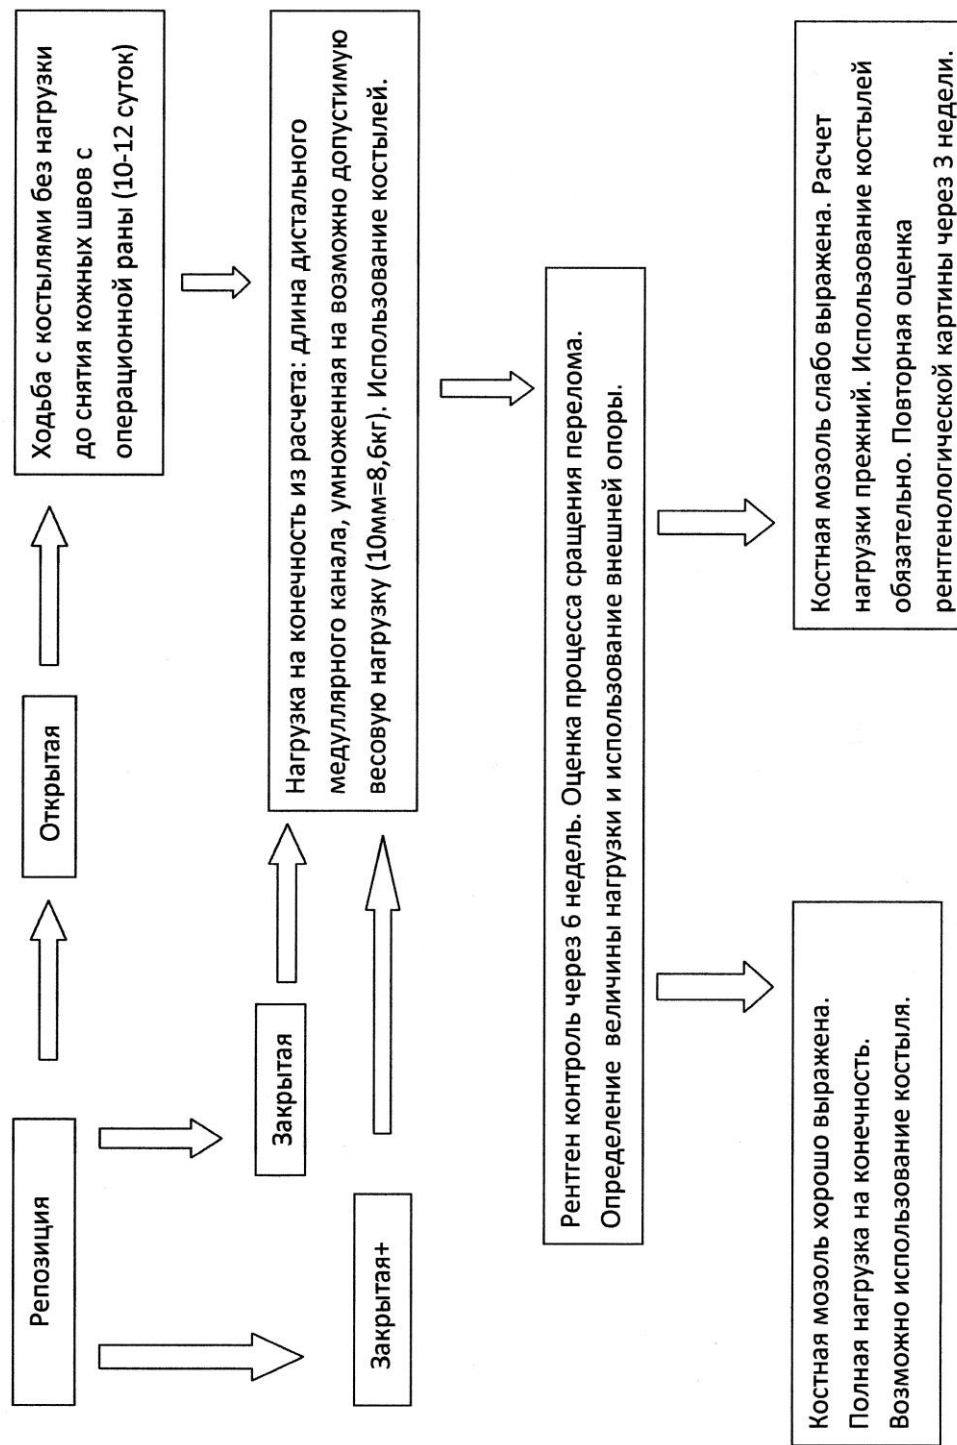 Репозиция
Открытая
Ходьба с костылями без нагрузки
до снятия кожных швов с
операционной раны (10-12 суток)
Закрытая
Закрытая+
Нагрузка на конечность из расчета: длина дистального
медуллярного канала, умноженная на возможно допустимую
весовую нагрузку (10мм=8,6кг). Использование костылей.
Рентген контроль через 6 недель. Оценка процесса сращения перелома.
Определение величины нагрузки и использование внешней опоры.
Костная мозоль хорошо выражена.
Полная нагрузка на конечность.
Возможно использование костыля.
Костная мозоль слабо выражена. Расчет
нагрузки прежний. Использование костылей
обязательно. Повторная оценка
рентгенологической картины через 3 недели.